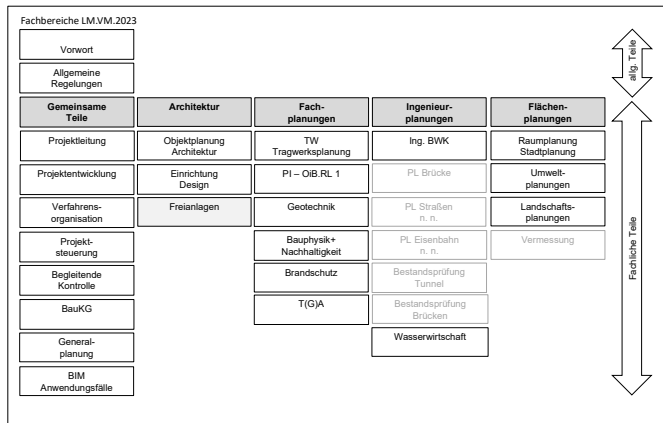 Fachbereiche LM.VM.2023
Vorwort
Allgemeine
Regelungen
allg. Teile
Gemeinsame
Teile
Architektur
Fach-
planungen
Ingenieur-
planungen
Flächen-
planungen
Projektleitung
Objektplanung
Architektur
TW
Tragwerksplanung
Ing. BWK
Raumplanung
Stadtplanung
Projektentwicklung
Einrichtung
Design
PI – OiB.RL 1
PL Brücke
Umwelt-
planungen
Verfahrens-
organisation
Freianlagen
Geotechnik
PL Straßen
n. n.
Landschafts-
planungen
Projekt-
steuerung
Bauphysik+
Nachhaltigkeit
PL Eisenbahn
n. n.
Vermessung
Begleitende
Kontrolle
Brandschutz
Bestandsprüfung
Tunnel
BauKG
T(G)A
Bestandsprüfung
Brücken
General-
planung
Wasserwirtschaft
BIM
Anwendungsfälle
Fachliche Teile